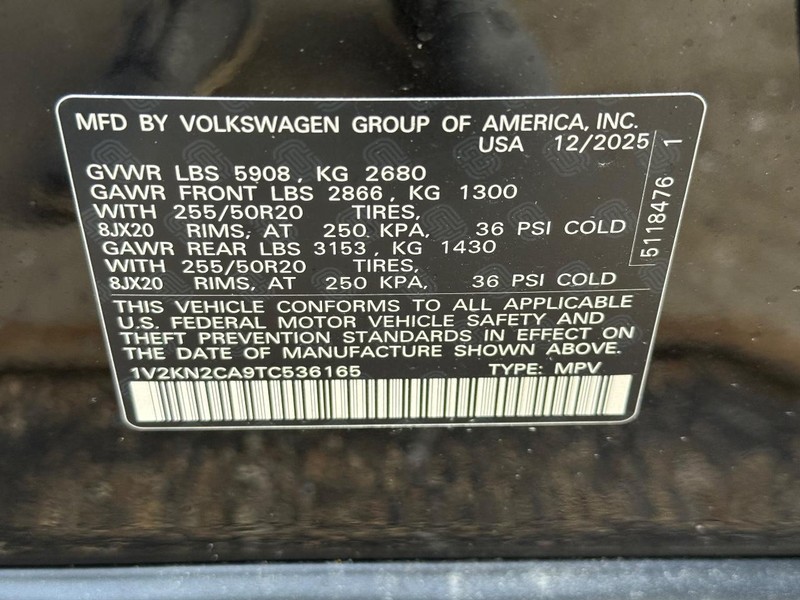 MFD BY VOLKSWAGEN GROUP OF AMERICA, INC.
USA 12/2025
GVWR LBS 5908, KG 2680
GAWR FRONT LBS 2866, KG 1300
WITH 255/50R20 TIRES,
8JX20 RIMS, AT 250 KPA, 36 PSI COLD
GAWR REAR LBS 3153, KG 1430
WITH 255/50R20 TIRES,
8JX20 RIMS, AT 250 KPA, 36 PSI COLD
5118476 1
THIS VEHICLE CONFORMS TO ALL APPLICABLE
U.S. FEDERAL MOTOR VEHICLE SAFETY AND
THEFT PREVENTION STANDARDS IN EFFECT ON
THE DATE OF MANUFACTURE SHOWN ABOVE.
1V2KN2CA9TC536165 TYPE: MPV